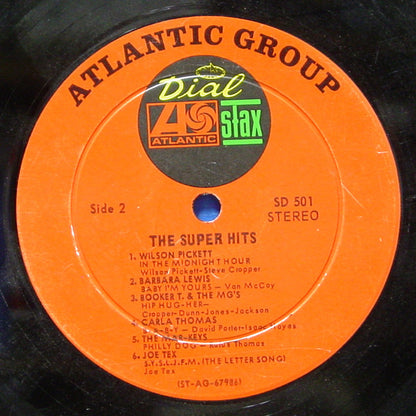 ATLANTIC GROUP
Dial
ATLANTIC
stax
Side 2
SD 501
STEREO
THE SUPER HITS
1. WILSON PICKETT
IN THE MIDNIGHT HOUR
Wilson Pickett-Steve Cropper
2. BARBARA LEWIS
BABY I'M YOURS - Van McCoy
3. BOOKER T. & THE MG'S
HIP HUG-HER-
Cropper-Dunn-Jones-Jackson
4. CARLA THOMAS
B-A-B-Y - David Porter-Isaac Hayes
5. THE MAR-KEYS
PHILLY DOG - Rufus Thomas
6. JOE TEX
S.Y.S.L.J.F.M. (THE LETTER SONG)
Joe Tex
(ST-AG-67986)